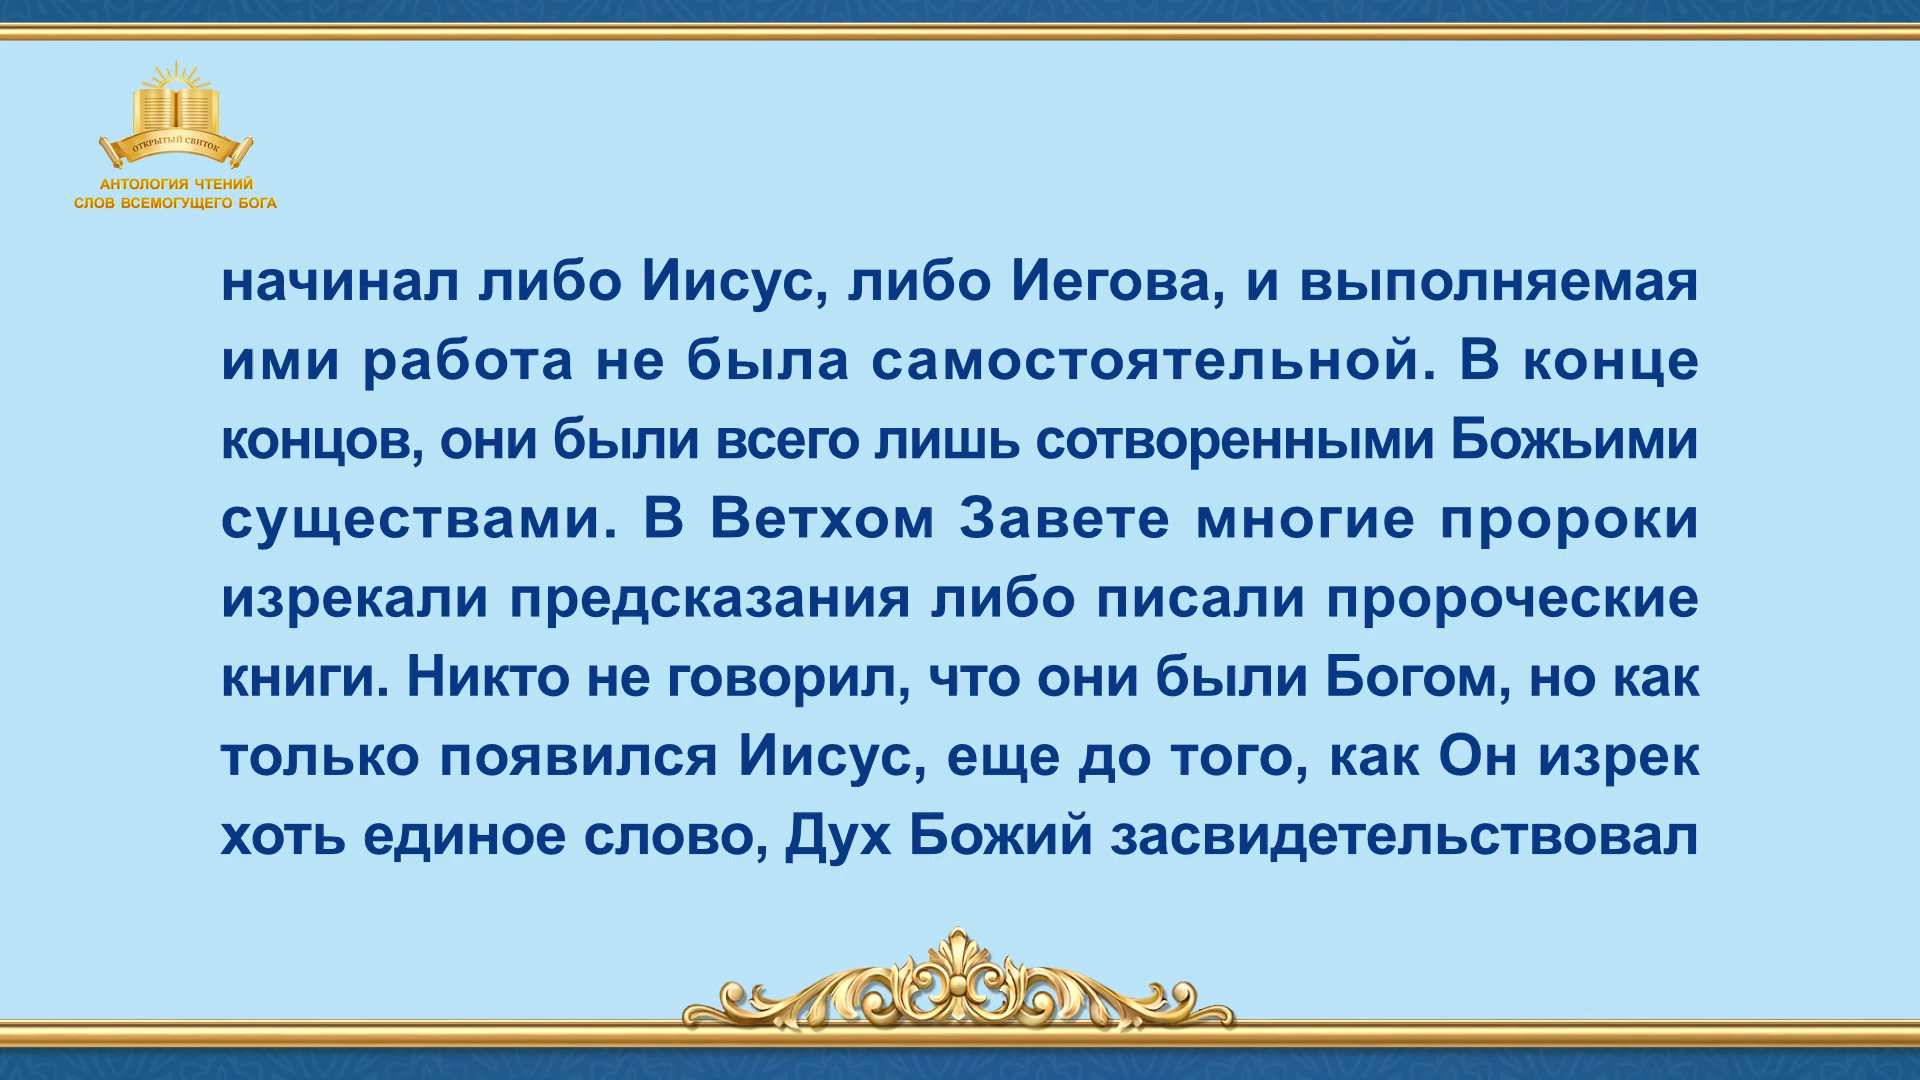 ОТКРЫТЫЙ СВИТОК
АНТОЛОГИЯ ЧТЕНИЙ
СЛОВ ВСЕМОГУЩЕГО БОГА
начинал либо Иисус, либо Иегова, и выполняемая
ими работа не была самостоятельной. В конце
концов, они были всего лишь сотворенными Божьими
существами. В Ветхом Завете многие пророки
изрекали предсказания либо писали пророческие
книги. Никто не говорил, что они были Богом, но как
только появился Иисус, еще до того, как Он изрек
хоть единое слово, Дух Божий засвидетельствовал